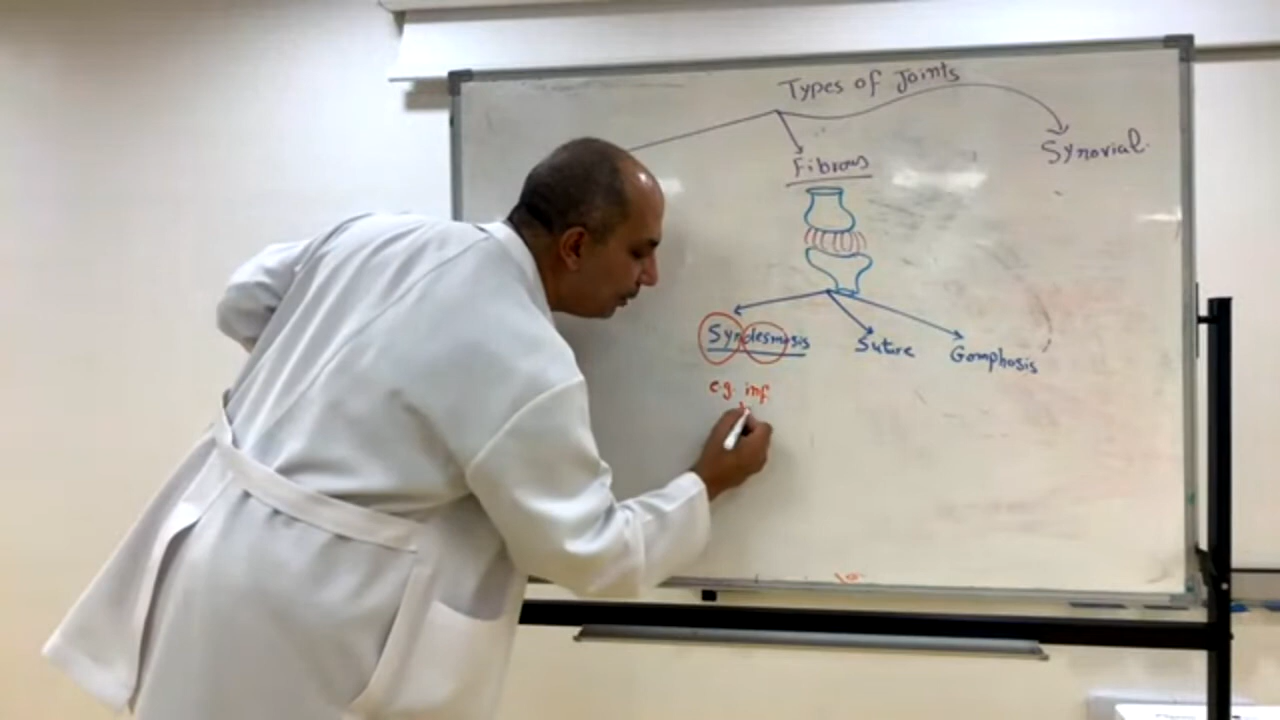 Types of Joints
Synovial.
Fibrous
Syndesmosis
Suture
Gomphosis
e.g. inf